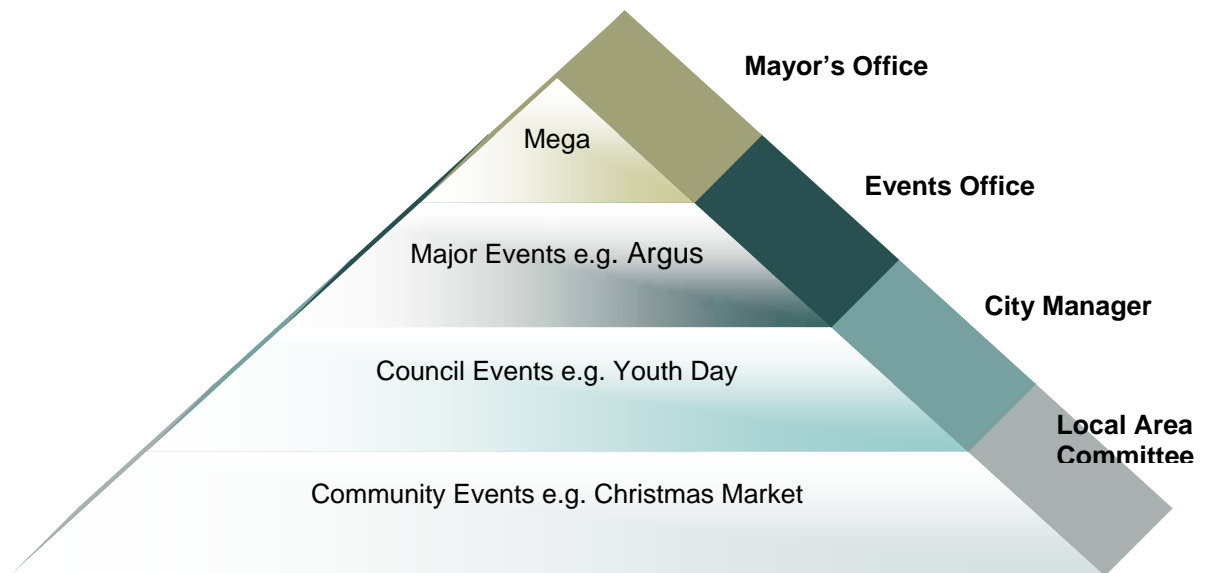 Mayor’s Office
Mega
Events Office
Major Events e.g. Argus
City Manager
Council Events e.g. Youth Day
Local Area
Committee
Community Events e.g. Christmas Market